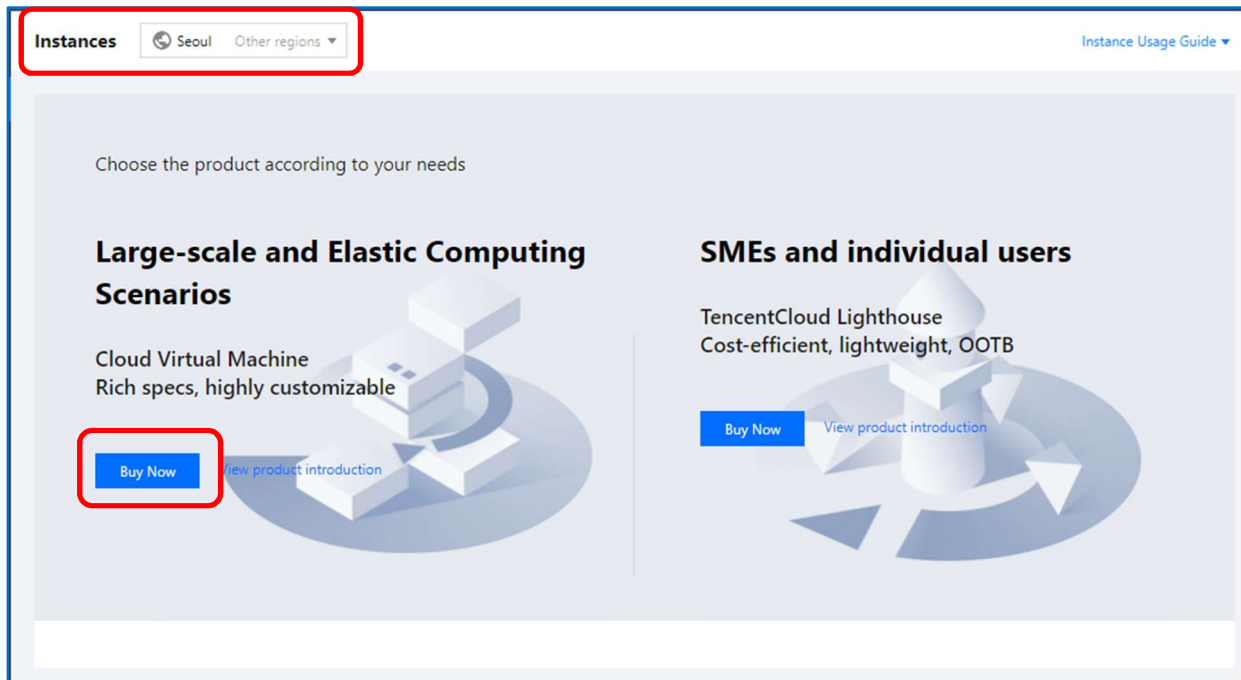 Instances Seoul Other regions
Instance Usage Guide
Choose the product according to your needs
Large-scale and Elastic Computing
Scenarios
Cloud Virtual Machine
Rich specs, highly customizable
Buy Now View product introduction
SMEs and individual users
TencentCloud Lighthouse
Cost-efficient, lightweight, OOTB
Buy Now View product introduction